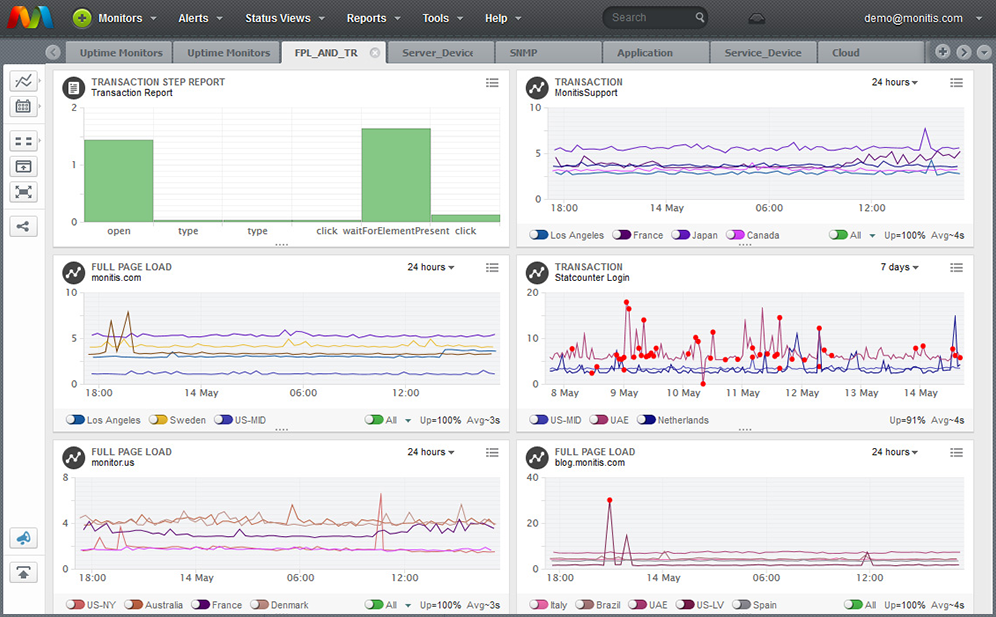 Monitors Alerts Status Views Reports Tools Help Search demo@monitis.com
Uptime Monitors Uptime Monitors FPL_AND_TR Server_Device SNMP Application Service_Device Cloud
TRANSACTION STEP REPORT
Transaction Report
2
1
0
open type type click waitForElementPresent click
TRANSACTION
MonitisSupport
24 hours
10
5
0
18:00 14 May 06:00 12:00
Los Angeles France Japan Canada All Up=100% Avg~4s
FULL PAGE LOAD
monitis.com
24 hours
10
5
0
18:00 14 May 06:00 12:00
Los Angeles Sweden US-MID All Up=100% Avg~3s
TRANSACTION
Statcounter Login
7 days
20
10
0
8 May 9 May 10 May 11 May 12 May 13 May 14 May
US-MID UAE Netherlands Up=91% Avg~4s
FULL PAGE LOAD
monitor.us
24 hours
8
4
0
18:00 14 May 06:00 12:00
US-NY Australia France Denmark All Up=100% Avg~3s
FULL PAGE LOAD
blog.monitis.com
24 hours
40
20
0
18:00 14 May 06:00 12:00
Italy Brazil UAE US-LV Spain All Up=100% Avg~4s